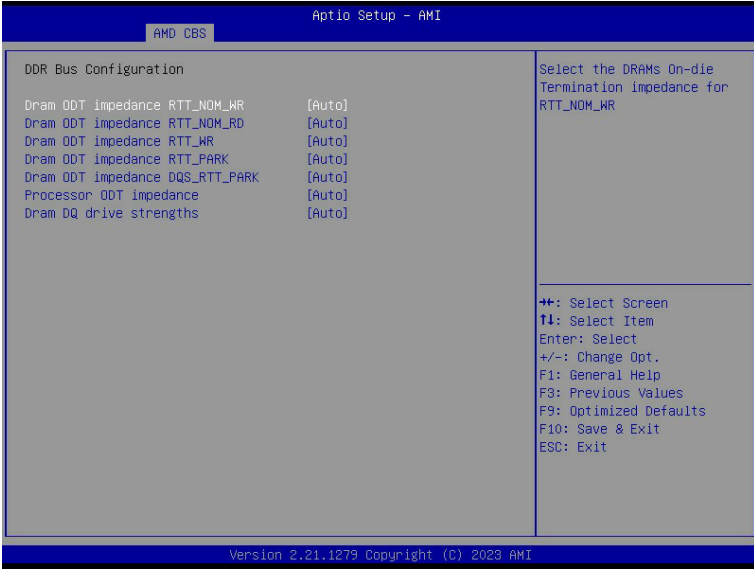 Aptio Setup – AMI
AMD CBS
DDR Bus Configuration
Dram ODT impedance RTT_NOM_WR [Auto]
Dram ODT impedance RTT_NOM_RD [Auto]
Dram ODT impedance RTT_WR [Auto]
Dram ODT impedance RTT_PARK [Auto]
Dram ODT impedance DQS_RTT_PARK [Auto]
Processor ODT impedance [Auto]
Dram DQ drive strengths [Auto]
Select the DRAMs On-die
Termination impedance for
RTT_NOM_WR
→←: Select Screen
↑↓: Select Item
Enter: Select
+/-: Change Opt.
F1: General Help
F3: Previous Values
F9: Optimized Defaults
F10: Save & Exit
ESC: Exit
Version 2.21.1279 Copyright (C) 2023 AMI